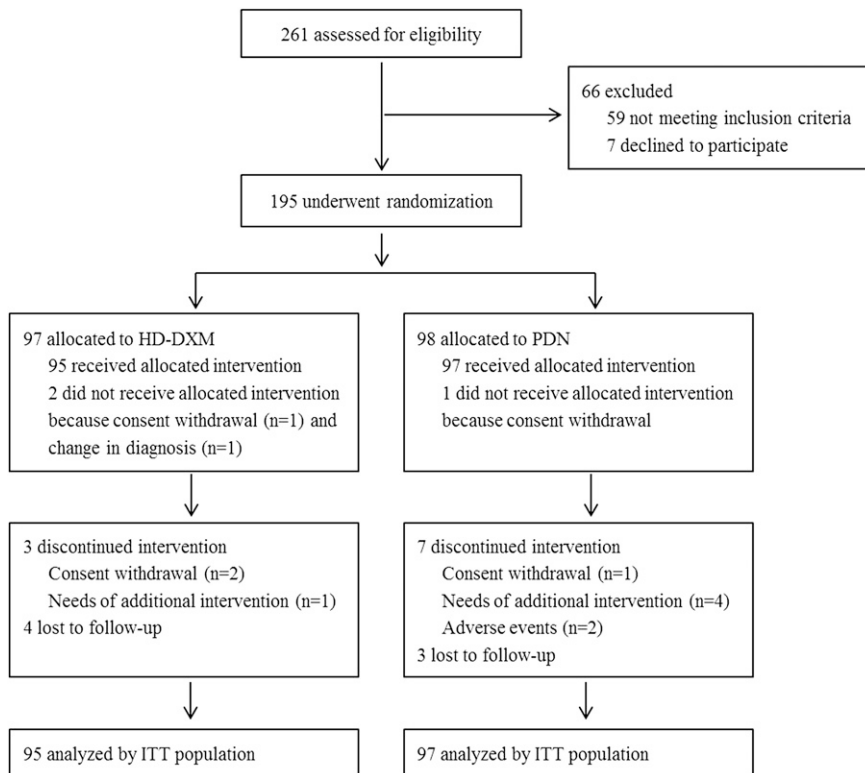 261 assessed for eligibility
66 excluded
59 not meeting inclusion criteria
7 declined to participate
195 underwent randomization
97 allocated to HD-DXM
95 received allocated intervention
2 did not receive allocated intervention
because consent withdrawal (n=1) and
change in diagnosis (n=1)
98 allocated to PDN
97 received allocated intervention
1 did not receive allocated intervention
because consent withdrawal
3 discontinued intervention
Consent withdrawal (n=2)
Needs of additional intervention (n=1)
4 lost to follow-up
7 discontinued intervention
Consent withdrawal (n=1)
Needs of additional intervention (n=4)
Adverse events (n=2)
3 lost to follow-up
95 analyzed by ITT population
97 analyzed by ITT population